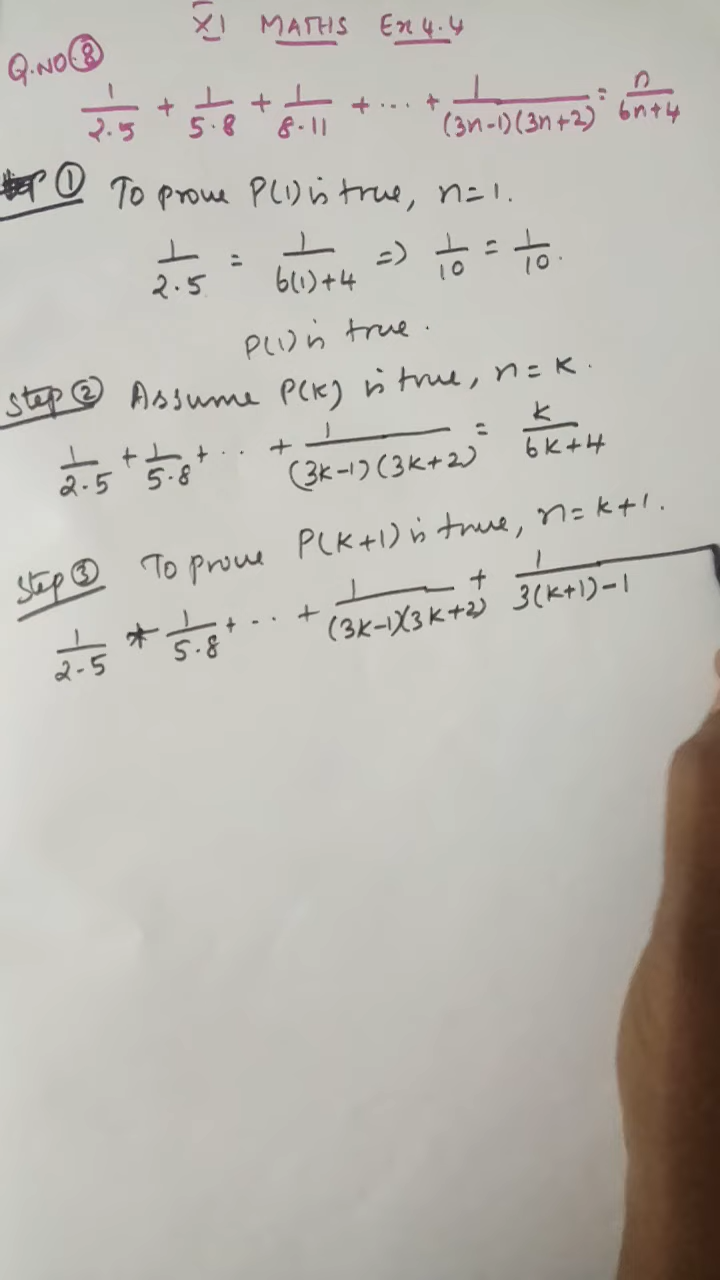 XI MATHS Ex 4.4
Q.NO 8
1/2.5 + 1/5.8 + 1/8.11 + ... + 1/(3n-1)(3n+2) = n/6n+4
Step ① To prove P(1) is true, n=1.
1/2.5 = 1/6(1)+4 => 1/10 = 1/10.
P(1) is true.
Step ② Assume P(k) is true, n=k.
1/2.5 + 1/5.8 + .. + 1/(3k-1)(3k+2) = k/6k+4
Step ③ To prove P(k+1) is true, n=k+1.
1/2.5 + 1/5.8 + .. + 1/(3k-1)(3k+2) + 1/3(k+1)-1